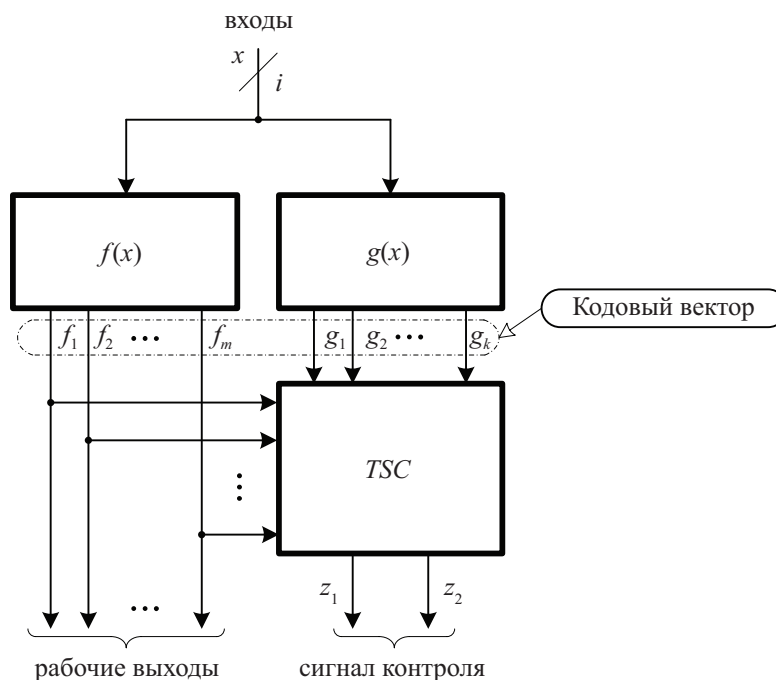 входы
x
i
f(x)
g(x)
Кодовый вектор
f1 f2 ... fm g1 g2 ... gk
TSC
...
...
z1 z2
рабочие выходы
сигнал контроля